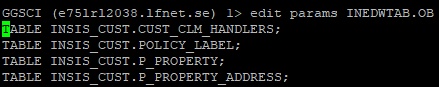 GGSCI (e75lrl2038.lfnet.se) 1> edit params INEDWTAB.OB
TABLE INSIS_CUST.CUST_CLM_HANDLERS;
TABLE INSIS_CUST.POLICY_LABEL;
TABLE INSIS_CUST.P_PROPERTY;
TABLE INSIS_CUST.P_PROPERTY_ADDRESS;